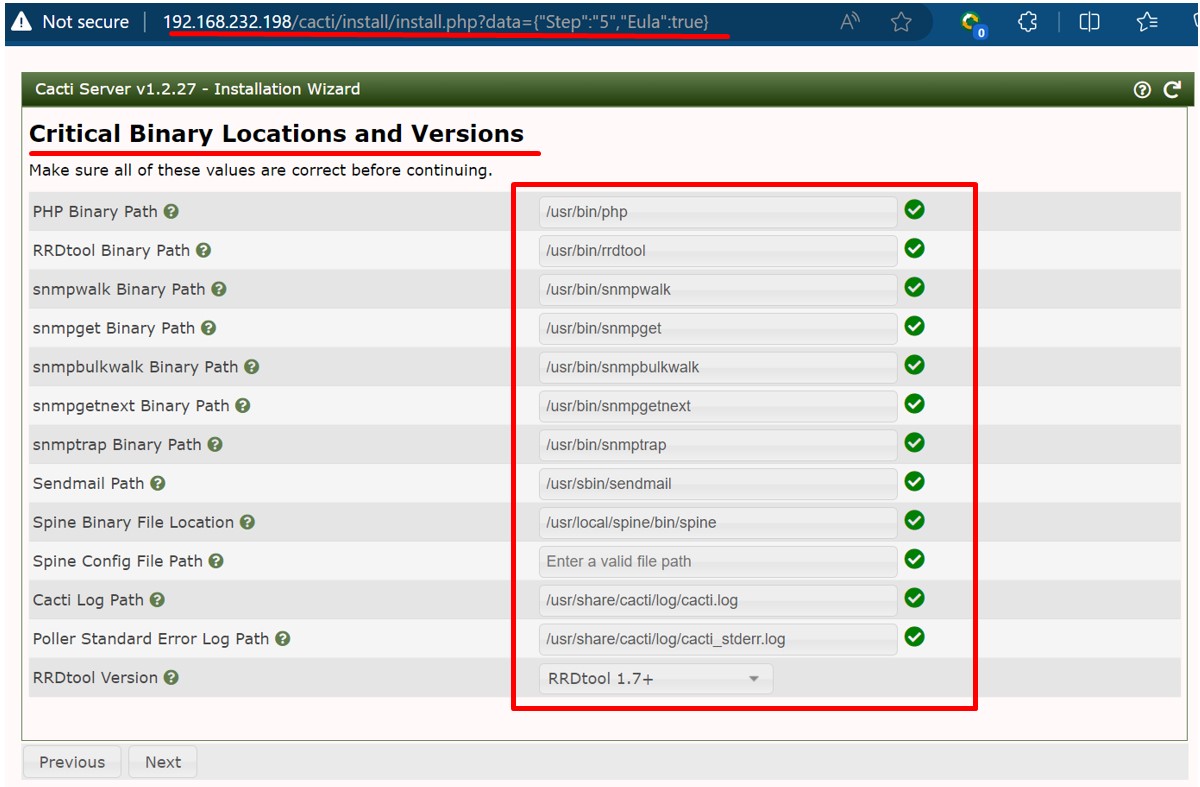 Not secure 192.168.232.198/cacti/install/install.php?data={"Step":"5","Eula":true} A 0
Cacti Server v1.2.27 - Installation Wizard
Critical Binary Locations and Versions
Make sure all of these values are correct before continuing.
PHP Binary Path /usr/bin/php
RRDtool Binary Path /usr/bin/rrdtool
snmpwalk Binary Path /usr/bin/snmpwalk
snmpget Binary Path /usr/bin/snmpget
snmpbulkwalk Binary Path /usr/bin/snmpbulkwalk
snmpgetnext Binary Path /usr/bin/snmpgetnext
snmptrap Binary Path /usr/bin/snmptrap
Sendmail Path /usr/sbin/sendmail
Spine Binary File Location /usr/local/spine/bin/spine
Spine Config File Path Enter a valid file path
Cacti Log Path /usr/share/cacti/log/cacti.log
Poller Standard Error Log Path /usr/share/cacti/log/cacti_stderr.log
RRDtool Version RRDtool 1.7+
Previous Next